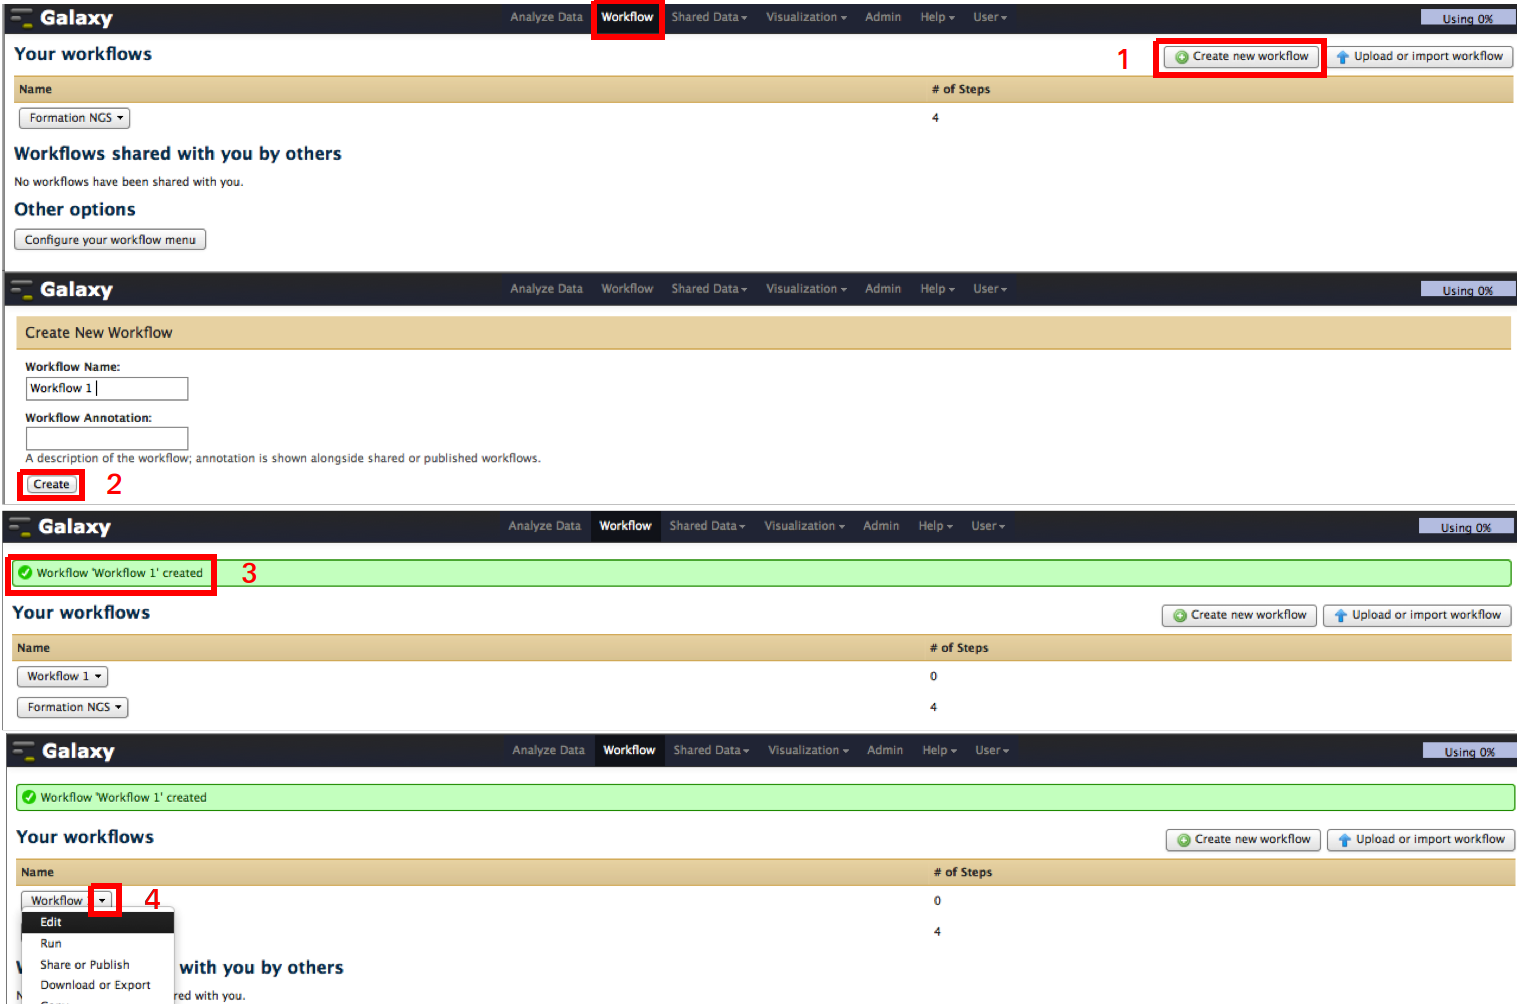 Galaxy Analyze Data Workflow Shared Data Visualization Admin Help User Using 0%
Your workflows 1 Create new workflow Upload or import workflow
Name # of Steps
Formation NGS 4
Workflows shared with you by others
No workflows have been shared with you.
Other options
Configure your workflow menu
Galaxy Analyze Data Workflow Shared Data Visualization Admin Help User Using 0%
Create New Workflow
Workflow Name:
Workflow 1
Workflow Annotation:
A description of the workflow; annotation is shown alongside shared or published workflows.
Create 2
Galaxy Analyze Data Workflow Shared Data Visualization Admin Help User Using 0%
Workflow 'Workflow 1' created 3
Your workflows Create new workflow Upload or import workflow
Name # of Steps
Workflow 1 0
Formation NGS 4
Galaxy Analyze Data Workflow Shared Data Visualization Admin Help User Using 0%
Workflow 'Workflow 1' created
Your workflows Create new workflow Upload or import workflow
Name # of Steps
Workflow 4 0
Edit
4
Run
Share or Publish with you by others
Download or Export
red with you.